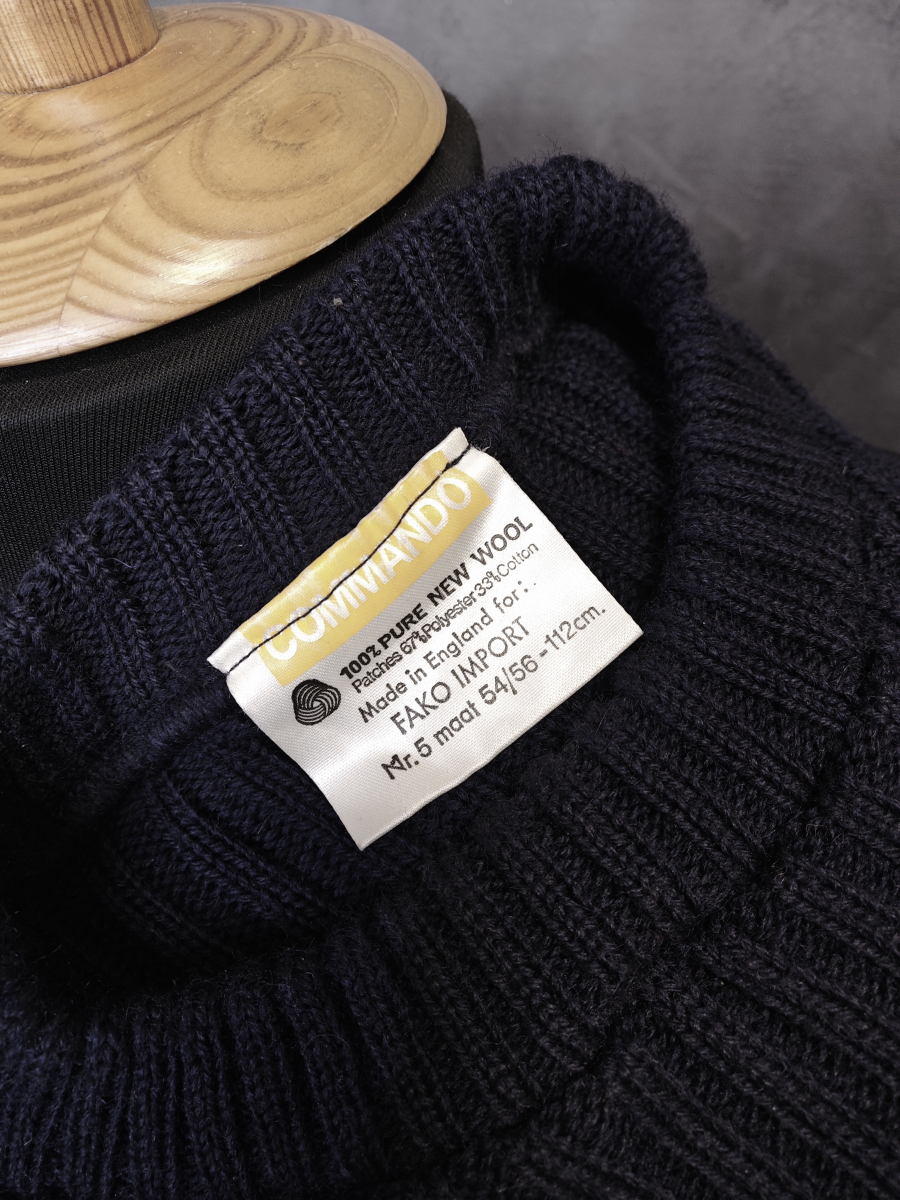 COMMANDO
100% PURE NEW WOOL
Patches 67% Polyester 33% Cotton
Made in England for:.
FAKO IMPORT
Nr. 5 maat 54/56 - 112cm.